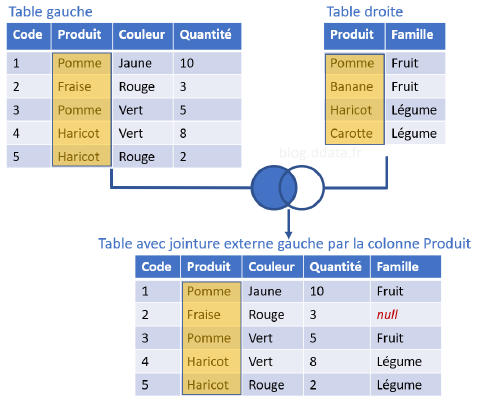 Table gauche
Code Produit Couleur Quantité
1 Pomme Jaune 10
2 Fraise Rouge 3
3 Pomme Vert 5
4 Haricot Vert 8
5 Haricot Rouge 2
Table droite
Produit Famille
Pomme Fruit
Banane Fruit
Haricot Légume
Carotte Légume
blog.ddata.fr
Table avec jointure externe gauche par la colonne Produit
Code Produit Couleur Quantité Famille
1 Pomme Jaune 10 Fruit
2 Fraise Rouge 3 null
3 Pomme Vert 5 Fruit
4 Haricot Vert 8 Légume
5 Haricot Rouge 2 Légume